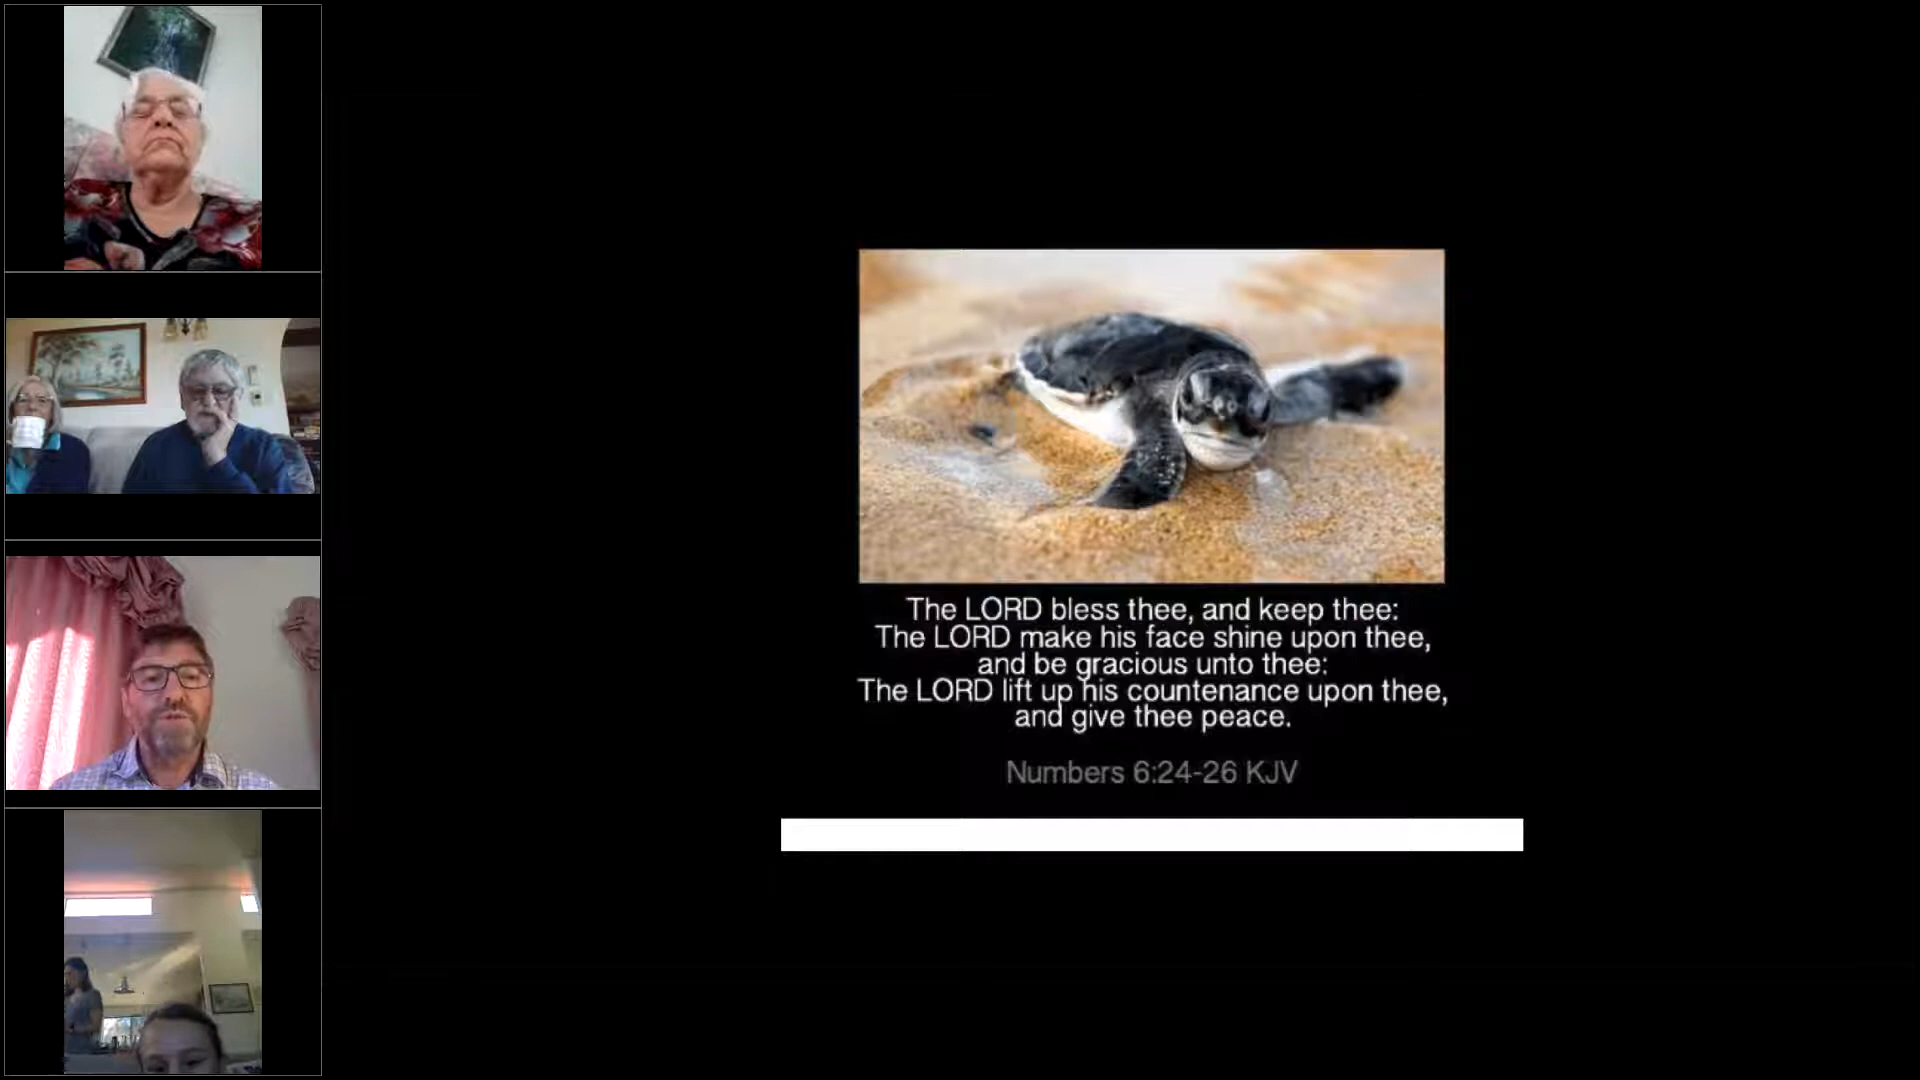 The LORD bless thee, and keep thee:
The LORD make his face shine upon thee,
and be gracious unto thee:
The LORD lift up his countenance upon thee,
and give thee peace.
Numbers 6:24-26 KJV